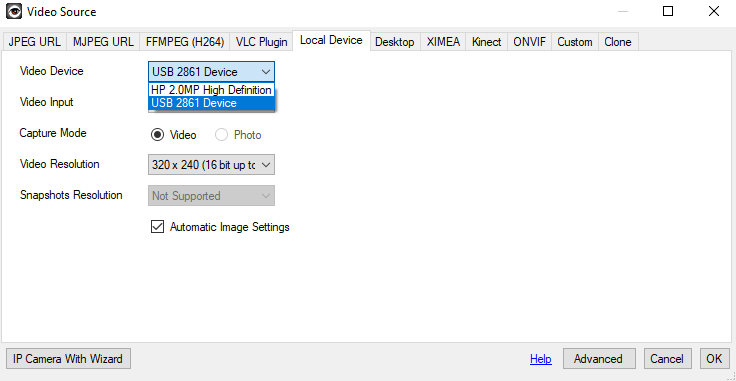 Video Source
JPEG URL MJPEG URL FFMPEG (H264) VLC Plugin Local Device Desktop XIMEA Kinect ONVIF Custom Clone
Video Device USB 2861 Device
HP 2.0MP High Definition
Video Input USB 2861 Device
Capture Mode Video Photo
Video Resolution 320 x 240 (16 bit up to
Snapshots Resolution Not Supported
Automatic Image Settings
IP Camera With Wizard Help Advanced Cancel OK